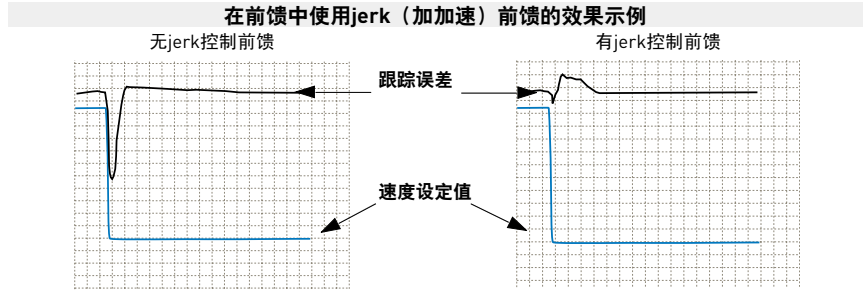 在前馈中使用jerk（加加速）前馈的效果示例
无jerk控制前馈
有jerk控制前馈
跟踪误差
速度设定值